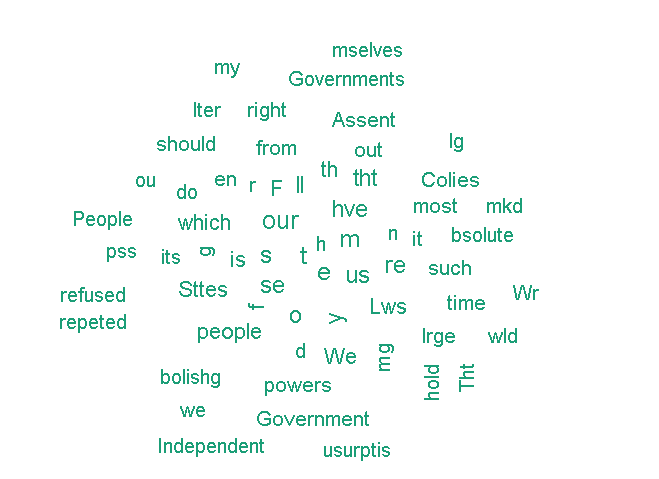 mselves
my
Governments
lter right
Assent
should from out lg
ou do en r F ll th tht Colies
People which our hve most mkd
pss its g is s t h m n it bsolute
e us re such
refused Sttes se f o y Lws time Wr
repeted people lrge wld
d We mg
bolishg powers hold Tht
we Government
Independent usurptis